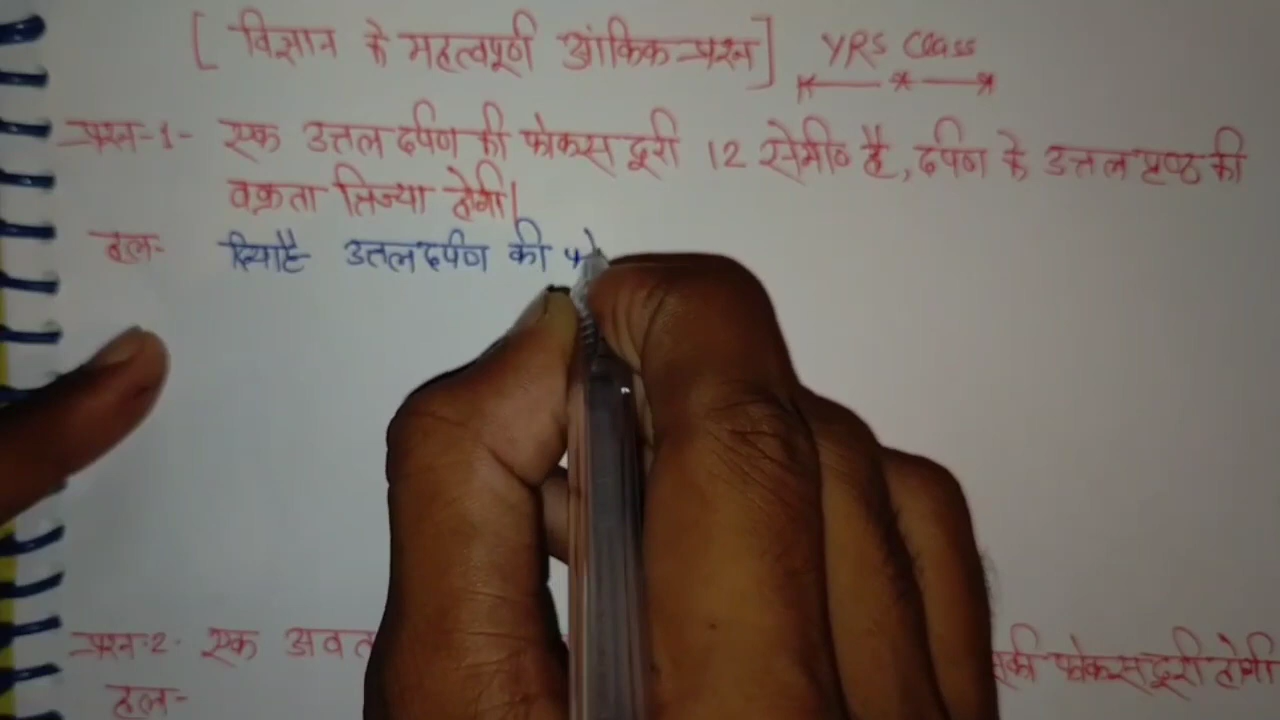 [ विज्ञान के महत्वपूर्ण आंकिक प्रश्न ] YRS Class
प्रश्न-1- एक उत्तल दर्पण की फोकस दूरी 12 सेमी० है, दर्पण के उत्तल पृष्ठ की
वक्रता त्रिज्या होगी।
हल- दिया है- उत्तल दर्पण की
प्रश्न-2- एक अवत सकी फोकस दूरी होगी
हल-